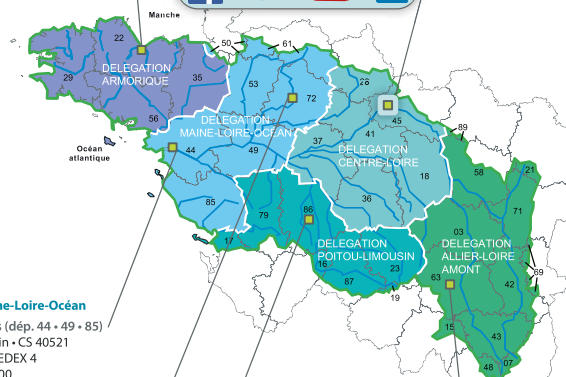 Manche
50
61
22
DELEGATION
ARMORIQUE
29
35
56
Océan
atlantique
53
72
DELEGATION
MAINE-LOIRE-OCÉAN
44
49
85
28
45
37
41
DELEGATION
CENTRE-LOIRE
18
36
89
58
21
71
03
DELEGATION
ALLIER-LOIRE
AMONT
63
69
42
15
43
48
07
79
86
17
DELEGATION
POITOU-LIMOUSIN
16
23
87
19
ne-Loire-Océan
s (dép. 44 • 49 • 85)
in • CS 40521
EDEX 4
00